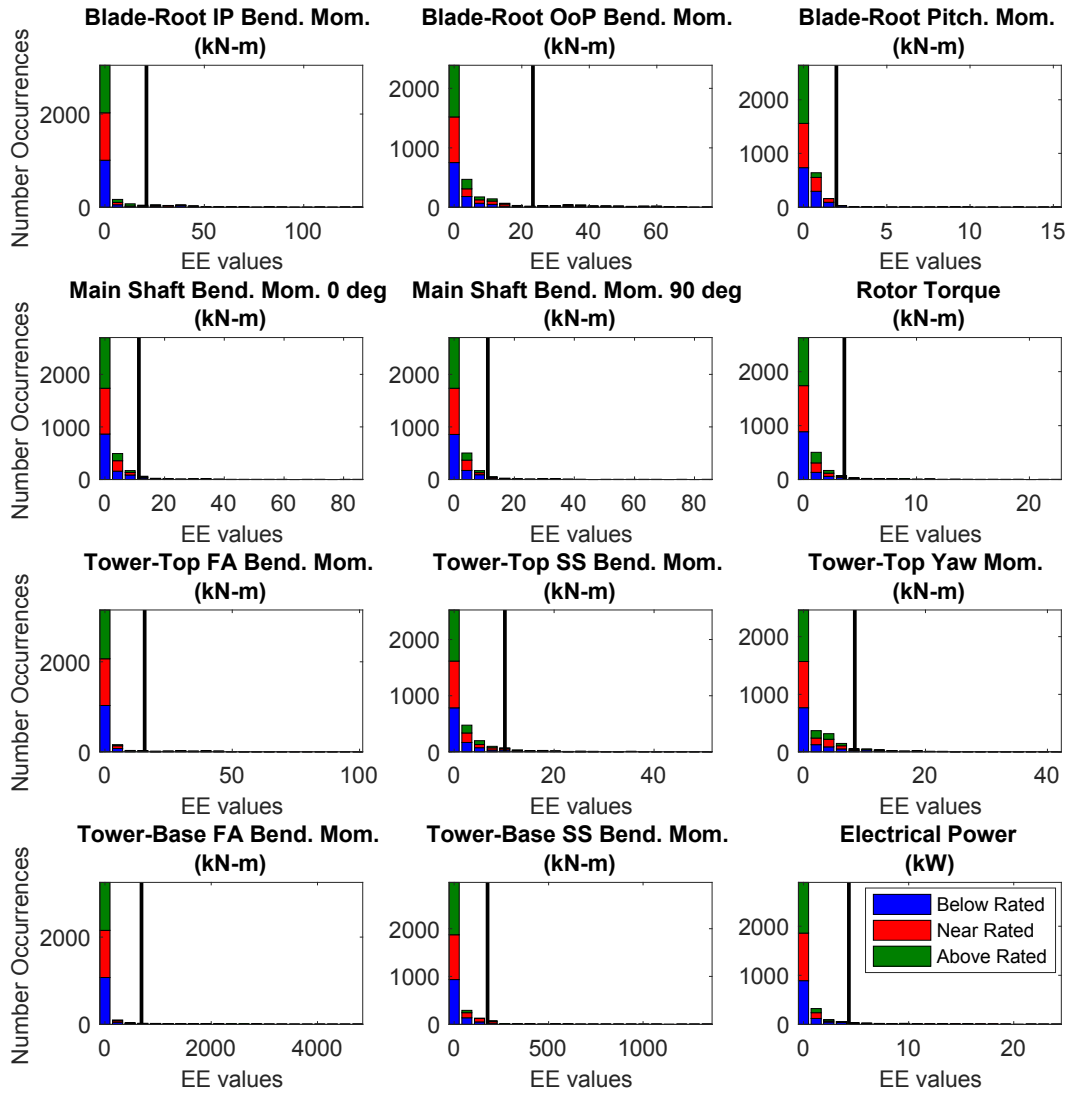 Blade-Root IP Bend. Mom.
(kN-m)
Number Occurrences
2000
0
0
50
100
EE values
Blade-Root OoP Bend. Mom.
(kN-m)
2000
1000
0
0
20
40
60
EE values
Blade-Root Pitch. Mom.
(kN-m)
2000
1000
0
0
5
10
15
EE values
Main Shaft Bend. Mom. 0 deg
(kN-m)
Number Occurrences
2000
1000
0
0
20
40
60
80
EE values
Main Shaft Bend. Mom. 90 deg
(kN-m)
2000
1000
0
0
20
40
60
80
EE values
Rotor Torque
(kN-m)
2000
1000
0
0
10
20
EE values
Tower-Top FA Bend. Mom.
(kN-m)
Number Occurrences
2000
0
0
50
100
EE values
Tower-Top SS Bend. Mom.
(kN-m)
2000
1000
0
0
20
40
EE values
Tower-Top Yaw Mom.
(kN-m)
2000
1000
0
0
20
40
EE values
Tower-Base FA Bend. Mom.
(kN-m)
Number Occurrences
2000
0
0
2000
4000
EE values
Tower-Base SS Bend. Mom.
(kN-m)
2000
1000
0
0
500
1000
EE values
Electrical Power
(kW)
2000
1000
0
0
10
20
EE values
Below Rated
Near Rated
Above Rated